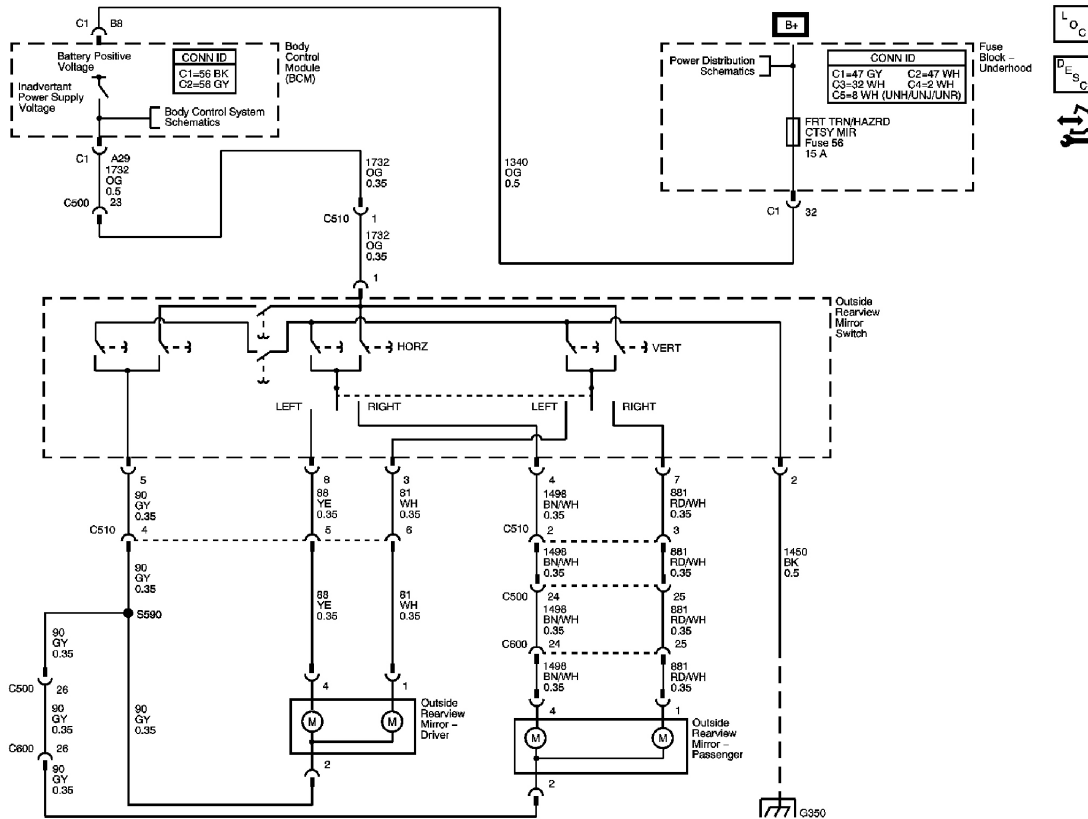 C1 B8
Body
Control
Module
(BCM)
Battery Positive
Voltage
CONN ID
C1=56 BK
C2=56 GY
Inadvertent
Power Supply
Voltage
Body Control System
Schematics
C1 A29
1732
OG
0.5
C500 23
1732
OG
0.35
C510 1
1732
OG
0.35
1
1340
OG
0.5
B+
Fuse
Block –
Underhood
Power Distribution
Schematics
CONN ID
C1=47 GY C2=47 WH
C3=32 WH C4=2 WH
C5=8 WH (UNH/UNJ/UNR)
FRT TRN/HAZRD
CTSY MIR
Fuse 56
15 A
C1 32
L O C
D E S C
Outside
Rearview
Mirror
Switch
HORZ
VERT
LEFT RIGHT LEFT RIGHT
5 8 3 4 7 2
90
GY
0.35
88
YE
0.35
81
WH
0.35
1498
BN/WH
0.35
881
RD/WH
0.35
C510 4 5 6
C510 2 3
90
GY
0.35
88
YE
0.35
81
WH
0.35
1498
BN/WH
0.35
881
RD/WH
0.35
1450
BK
0.5
S590
C500 24 25
90
GY
0.35
1498
BN/WH
0.35
881
RD/WH
0.35
C600 24 25
C500 26
90
GY
0.35
90
GY
0.35
1498
BN/WH
0.35
881
RD/WH
0.35
4 1
Outside
Rearview
Mirror –
Driver
M M
2
C600 26
90
GY
0.35
4 1
Outside
Rearview
Mirror –
Passenger
M M
2
G350